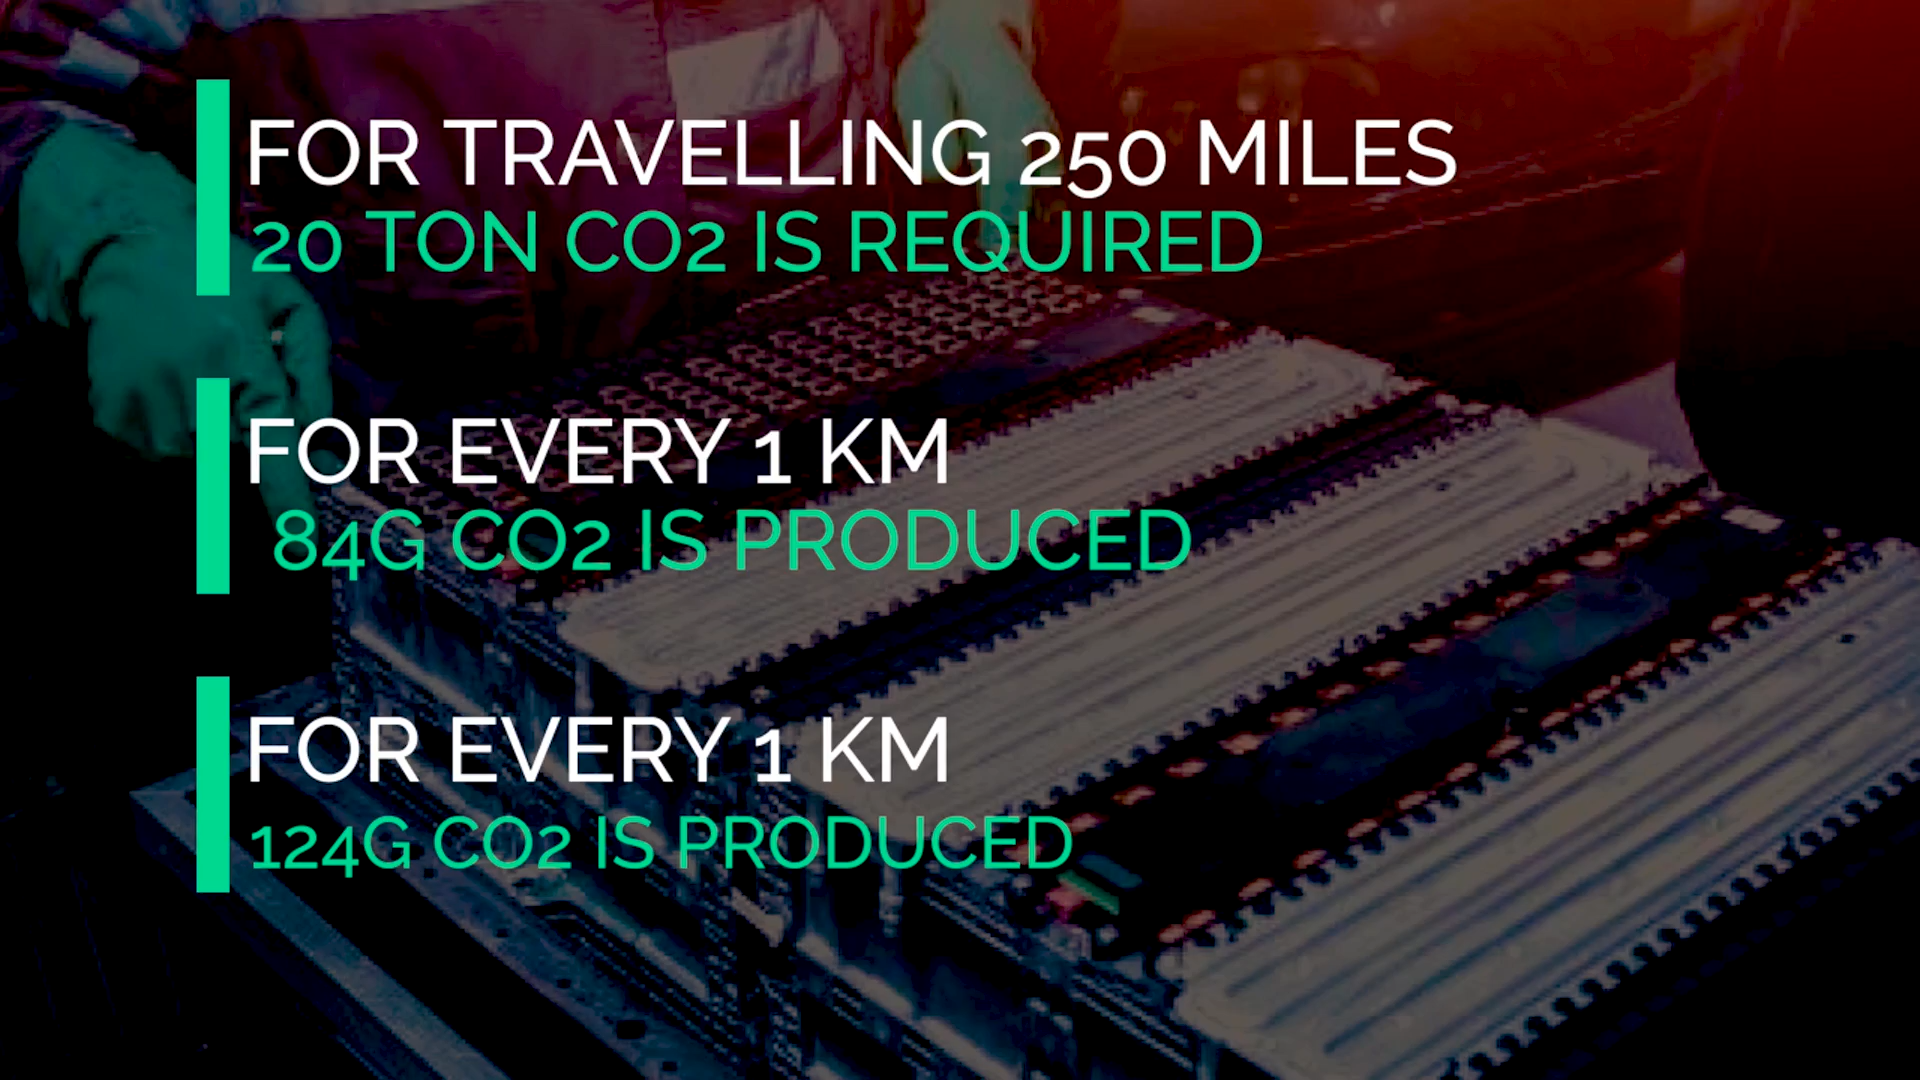 FOR TRAVELLING 250 MILES
20 TON CO2 IS REQUIRED
FOR EVERY 1 KM
84G CO2 IS PRODUCED
FOR EVERY 1 KM
124G CO2 IS PRODUCED